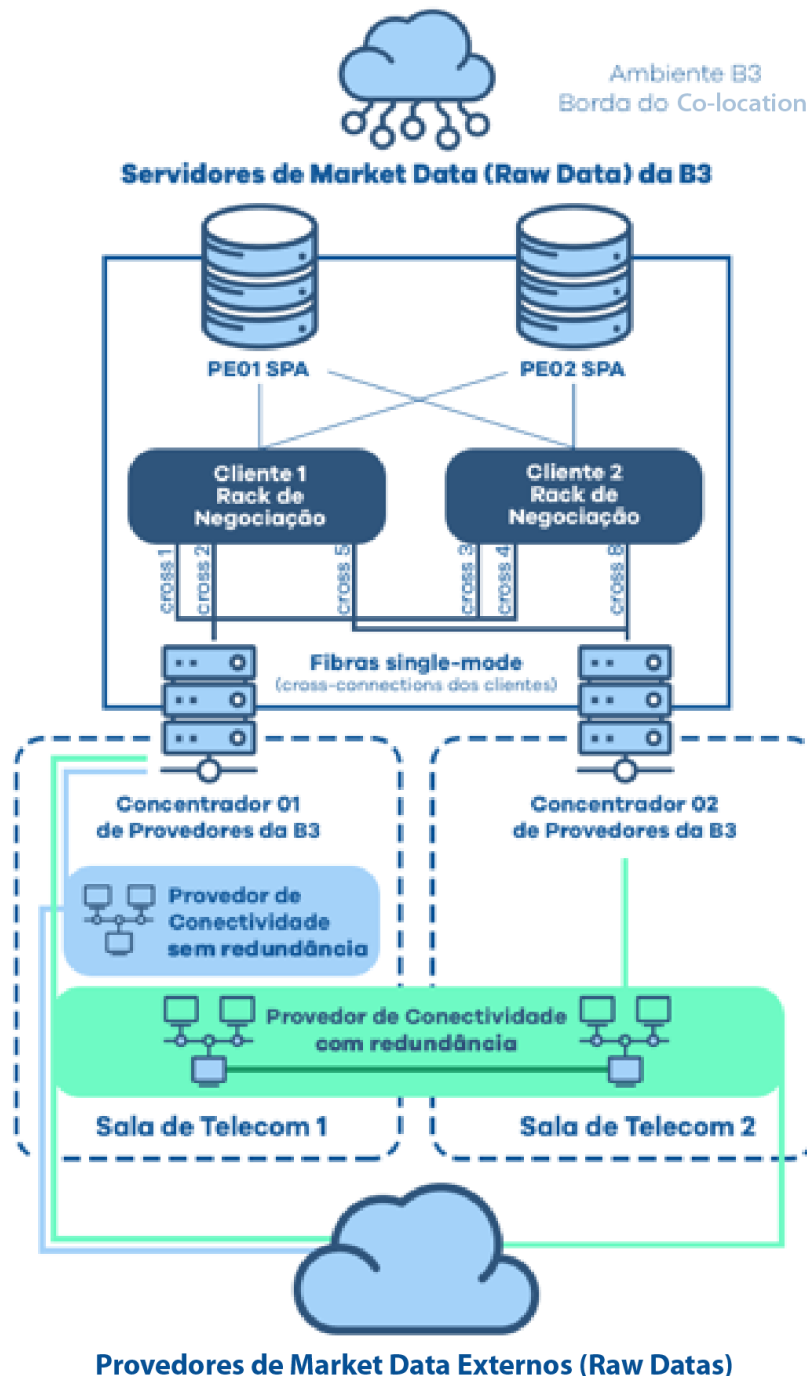 Ambiente B3
Borda do Co-location
Servidores de Market Data (Raw Data) da B3
PE01 SPA
PE02 SPA
Cliente 1
Rack de
Negociação
Cliente 2
Rack de
Negociação
cross 1
cross 2
cross 5
cross 3
cross 4
cross 8
Fibras single-mode
(cross-connections dos clientes)
Concentrador 01
de Provedores da B3
Concentrador 02
de Provedores da B3
Provedor de
Conectividade
sem redundância
Provedor de Conectividade
com redundância
Sala de Telecom 1
Sala de Telecom 2
Provedores de Market Data Externos (Raw Datas)